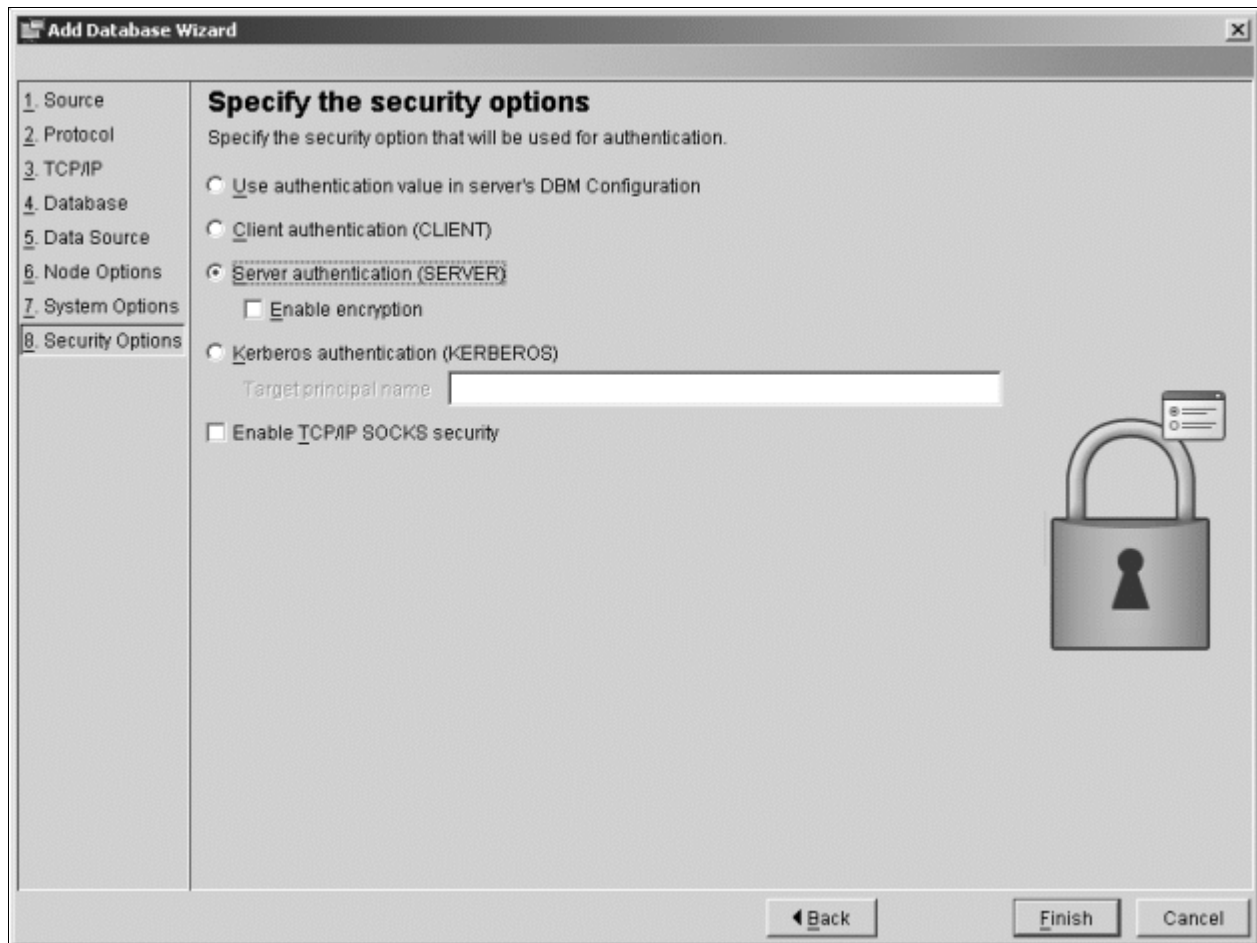 Add Database Wizard
1. Source
2. Protocol
3. TCP/IP
4. Database
5. Data Source
6. Node Options
7. System Options
8. Security Options
Specify the security options
Specify the security option that will be used for authentication.
Use authentication value in server's DBM Configuration
Client authentication (CLIENT)
Server authentication (SERVER)
Enable encryption
Kerberos authentication (KERBEROS)
Target principal name
Enable TCP/IP SOCKS security
Back
Finish
Cancel